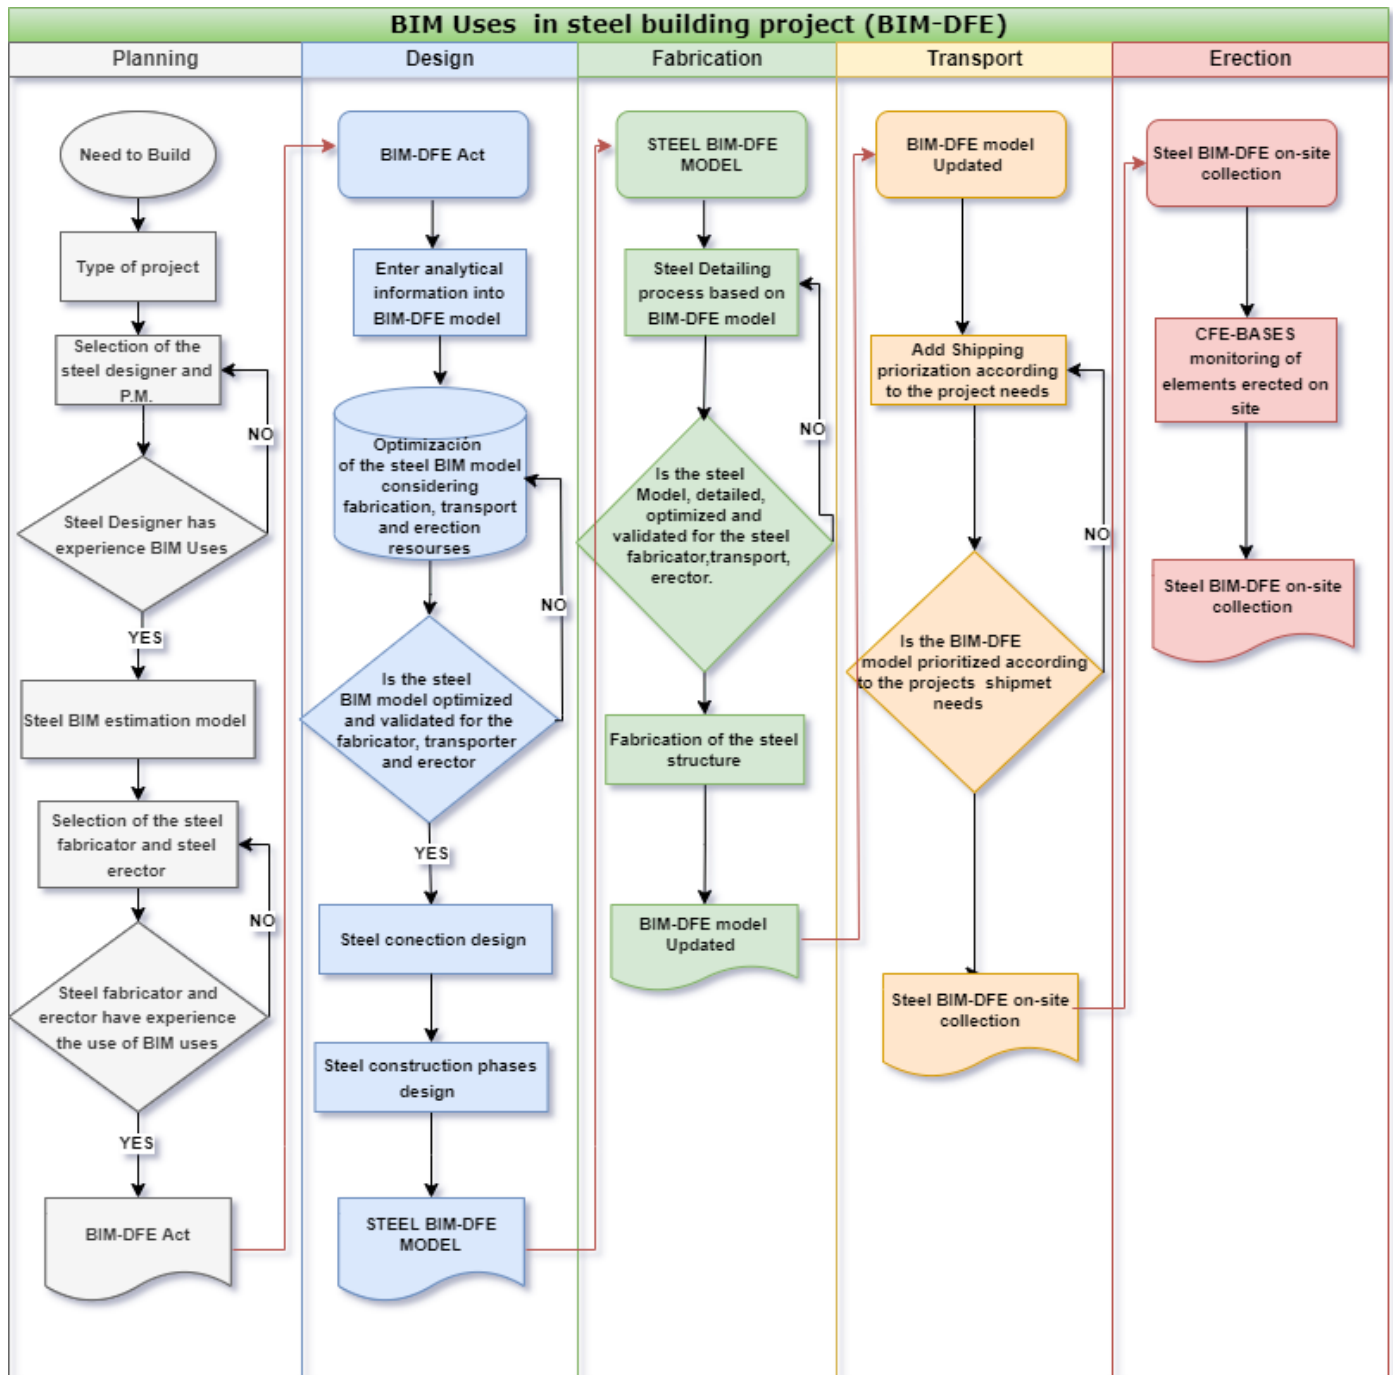 BIM Uses in steel building project (BIM-DFE)
Planning
Design
Fabrication
Transport
Erection
Need to Build
Type of project
Selection of the
steel designer and
P.M.
NO
Steel Designer has
experience BIM Uses
YES
Steel BIM estimation model
Selection of the steel
fabricator and steel
erector
NO
Steel fabricator and
erector have experience
the use of BIM uses
YES
BIM-DFE Act
BIM-DFE Act
Enter analytical
information into
BIM-DFE model
Optimización
of the steel BIM model
considering
fabrication, transport
and erection
resourses
NO
Is the steel
BIM model optimized
and validated for the
fabricator, transporter
and erector
YES
Steel conection design
Steel construction phases
design
STEEL BIM-DFE
MODEL
STEEL BIM-DFE
MODEL
Steel Detailing
process based on
BIM-DFE model
NO
Is the steel
Model, detailed,
optimized and
validated for the steel
fabricator,transport,
erector.
Fabrication of the steel
structure
BIM-DFE model
Updated
BIM-DFE model
Updated
Add Shipping
priorization according
to the project needs
NO
Is the BIM-DFE
model prioritized according
to the projects shipmet
needs
Steel BIM-DFE on-site
collection
Steel BIM-DFE on-site
collection
CFE-BASES
monitoring of
elements erected on
site
Steel BIM-DFE on-site
collection